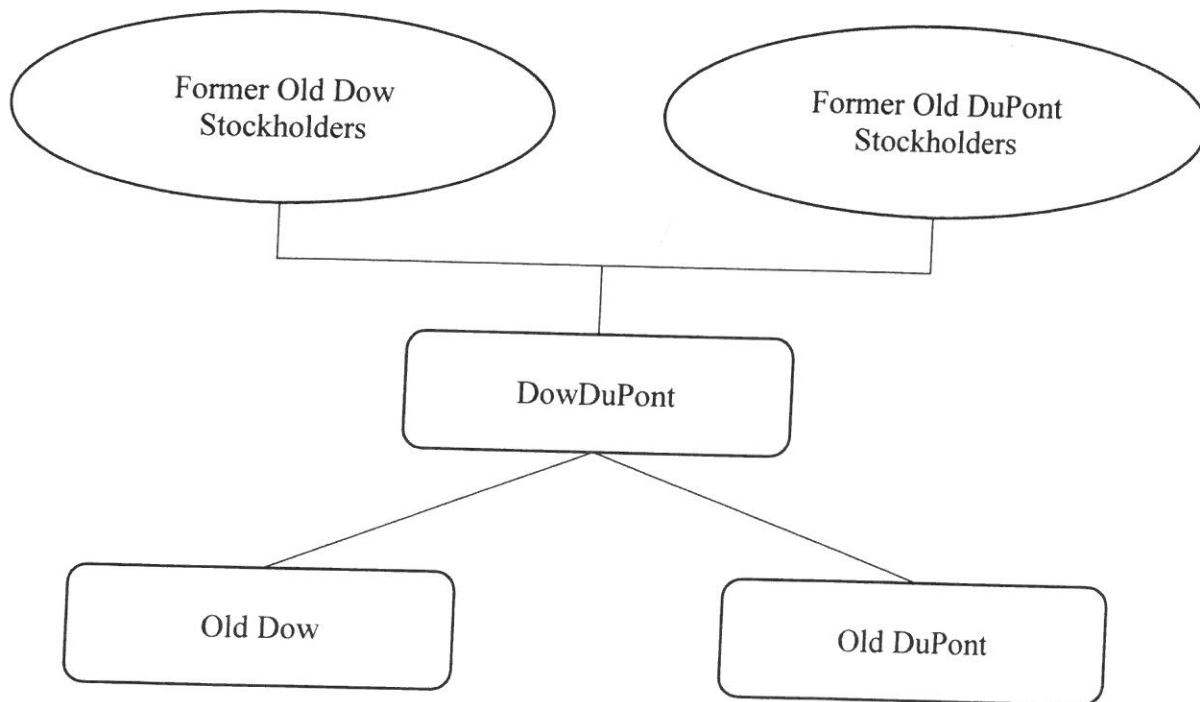 Former Old Dow
Stockholders
Former Old DuPont
Stockholders
DowDuPont
Old Dow
Old DuPont